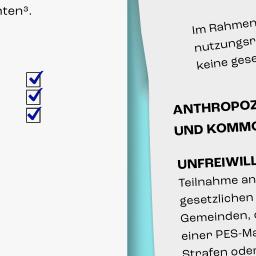 nten³.
Im Rahmen
nutzungsr
keine gese
ANTHROPOZ
UND KOMMO
UNFREIWILL
Teilnahme an
gesetzlichen
Gemeinden, 
einer PES-Ma
Strafen oder